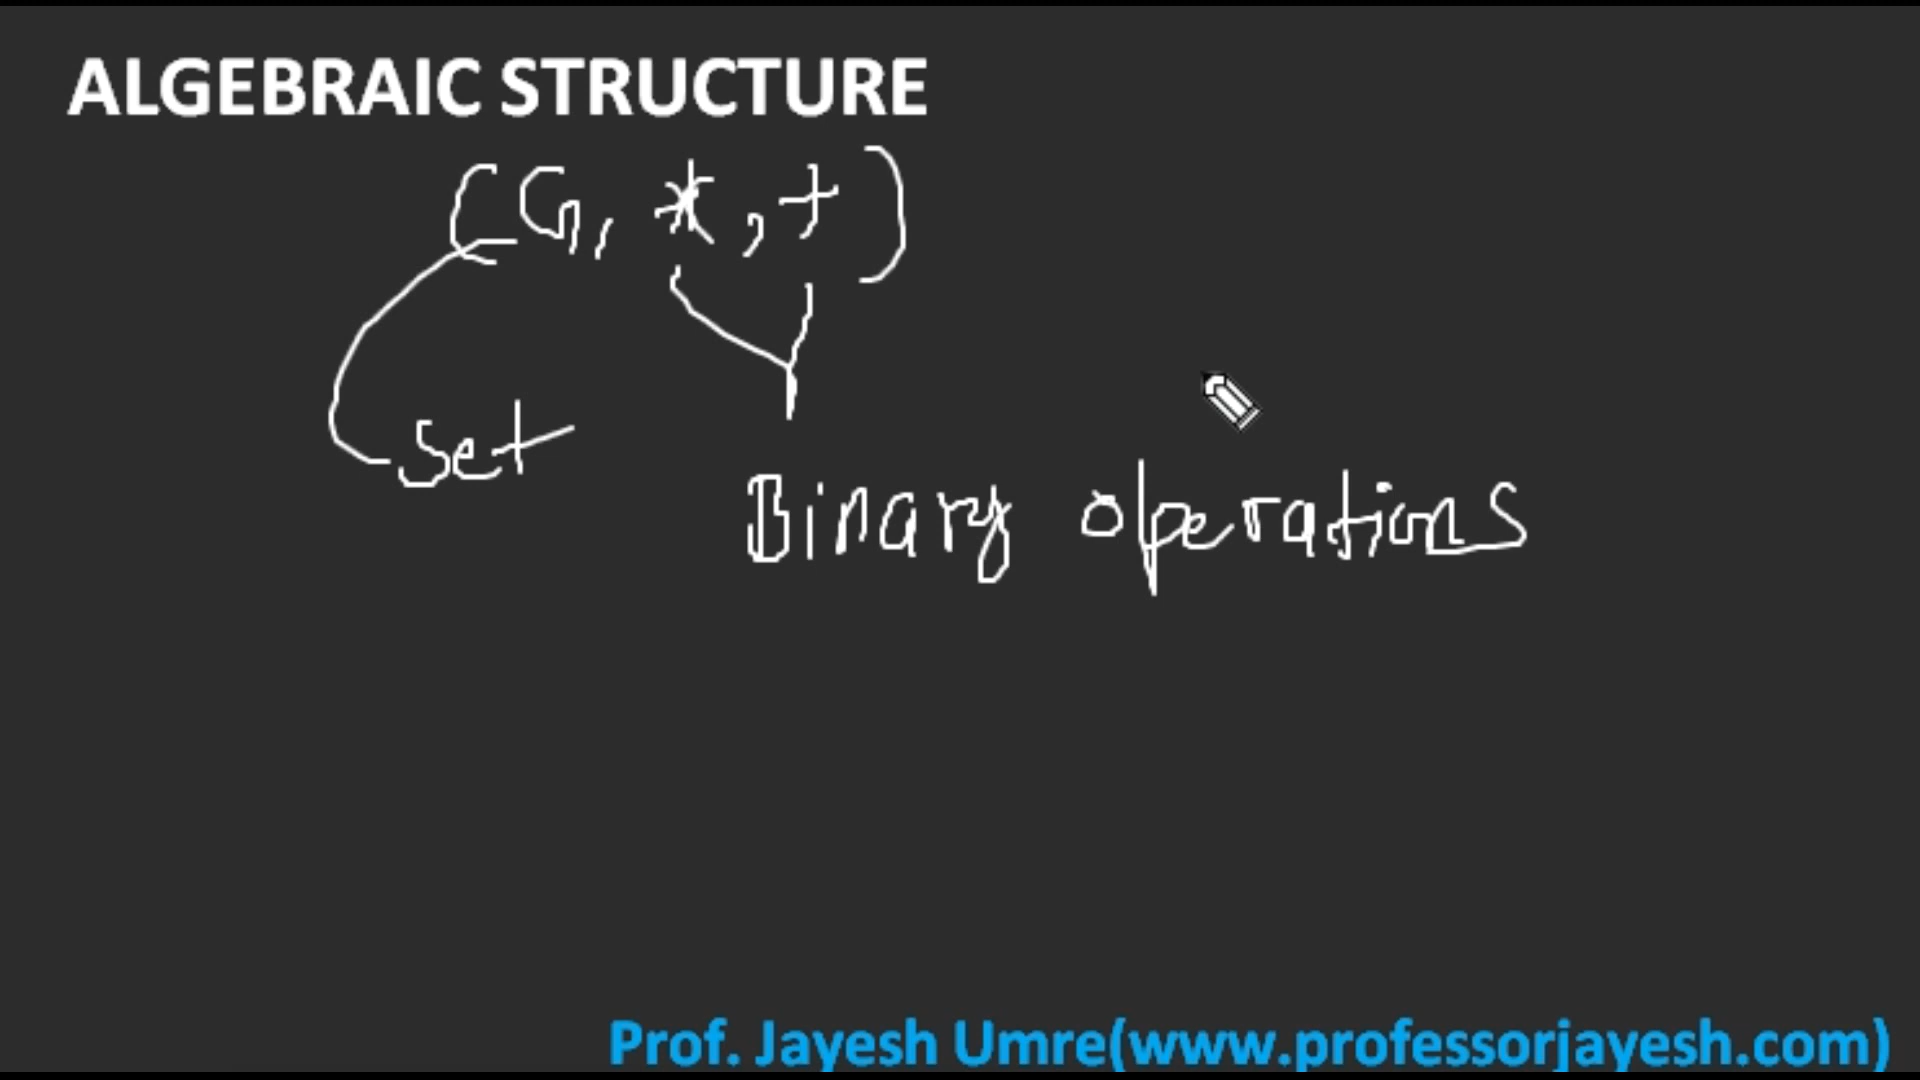 ALGEBRAIC STRUCTURE
(G, *, +)
Set
Binary operations
Prof. Jayesh Umre(www.professorjayesh.com)